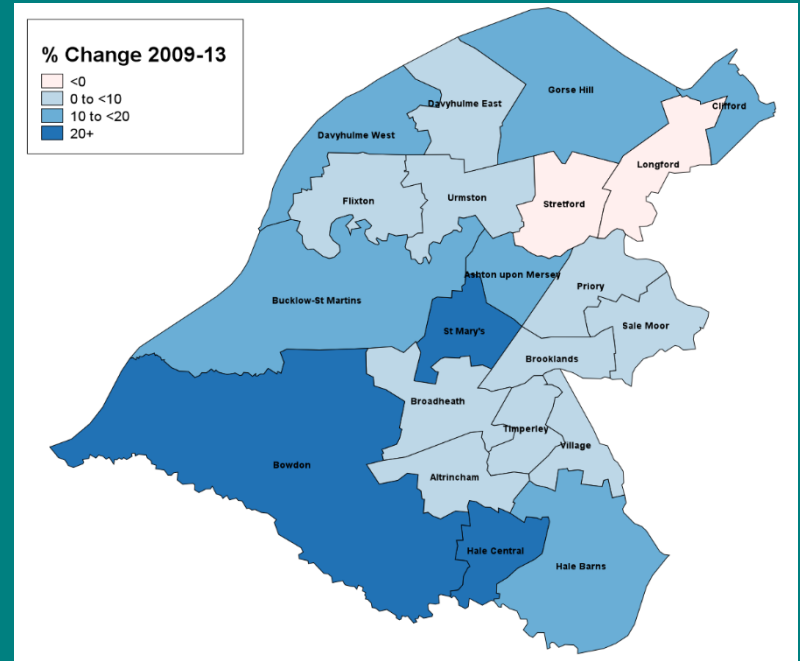 % Change 2009-13
<0
0 to <10
10 to <20
20+
Gorse Hill
Davyhulme East
Clifford
Davyhulme West
Longford
Flixton
Urmston
Stretford
Ashton upon Mersey
Priory
Bucklow-St Martins
Sale Moor
St Mary's
Brooklands
Broadheath
Timperley
Village
Bowdon
Altrincham
Hale Central
Hale Barns